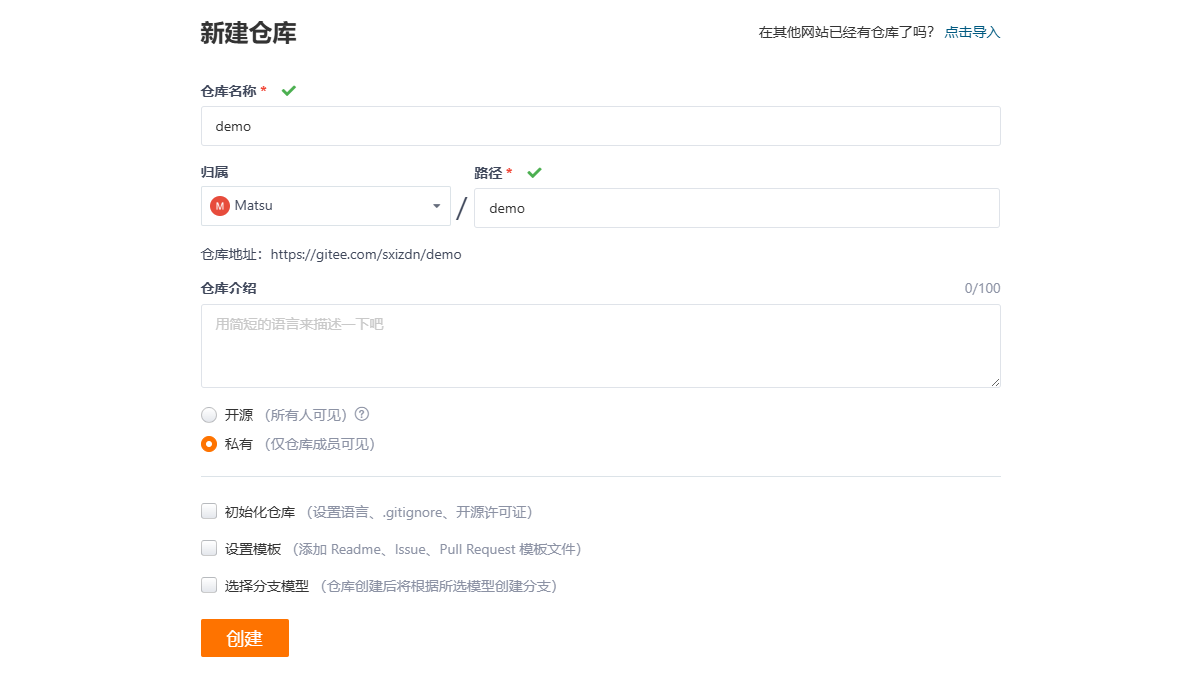 新建仓库
在其他网站已经有仓库了吗? 点击导入
仓库名称 *
demo
归属
路径 *
M Matsu
/
demo
仓库地址：https://gitee.com/sxizdn/demo
仓库介绍
0/100
用简短的语言来描述一下吧
开源 （所有人可见） ?
私有 （仅仓库成员可见）
初始化仓库 （设置语言、.gitignore、开源许可证）
设置模板 （添加 Readme、Issue、Pull Request 模板文件）
选择分支模型 （仓库创建后将根据所选模型创建分支）
创建